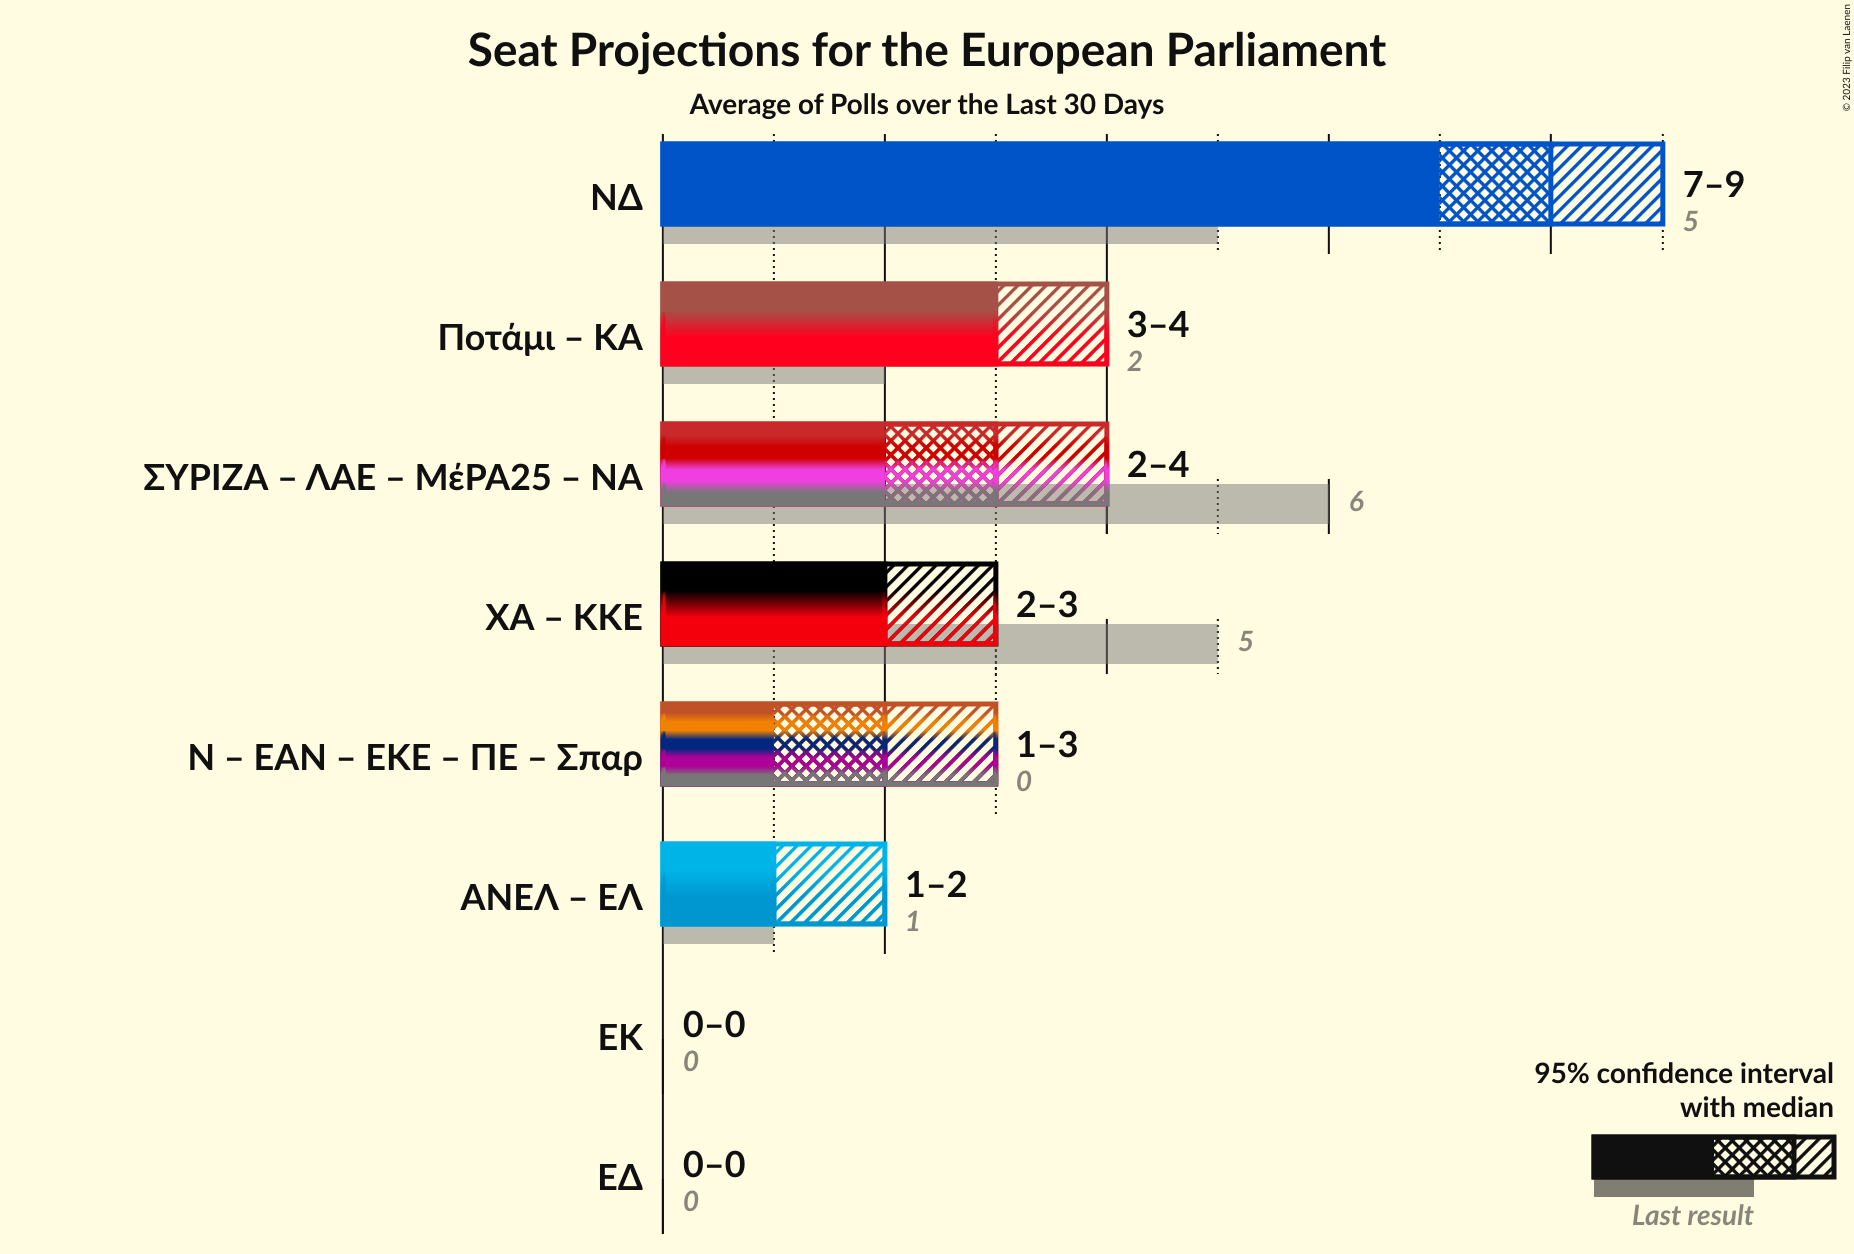 Seat Projections for the European Parliament
Average of Polls over the Last 30 Days
© 2023 Filip van Laenen
ΝΔ
7–9
5
Ποτάμι – ΚΑ
3–4
2
ΣΥΡΙΖΑ – ΛΑΕ – ΜέΡΑ25 – ΝΑ
2–4
6
ΧΑ – ΚΚΕ
2–3
5
Ν – ΕΑΝ – ΕΚΕ – ΠΕ – Σπαρ
1–3
0
ΑΝΕΛ – ΕΛ
1–2
1
ΕΚ
0–0
0
ΕΔ
0–0
0
95% confidence interval
with median
Last result